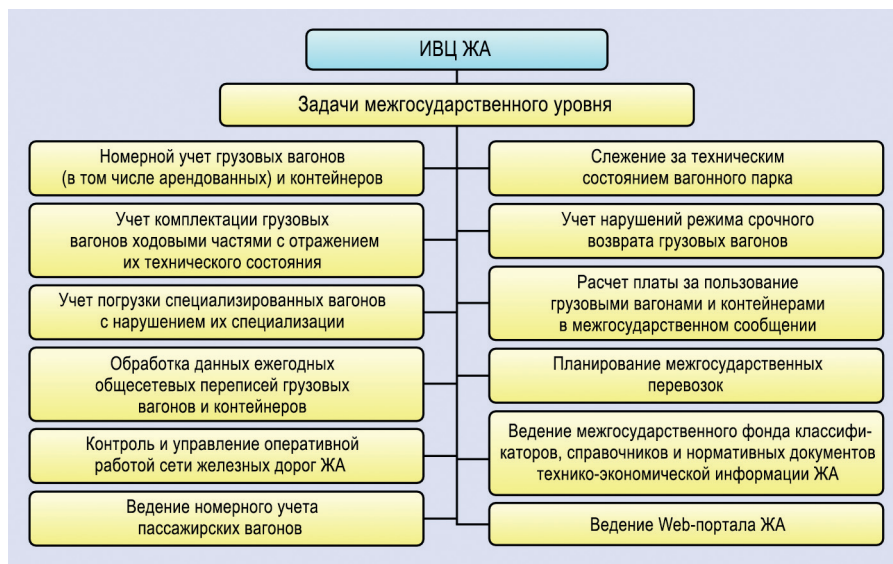 ИВЦ ЖА
Задачи межгосударственного уровня
Номерной учет грузовых вагонов
(в том числе арендованных) и контейнеров
Учет комплектации грузовых
вагонов ходовыми частями с отражением
их технического состояния
Учет погрузки специализированных вагонов
с нарушением их специализации
Обработка данных ежегодных
общесетевых переписей грузовых
вагонов и контейнеров
Контроль и управление оперативной
работой сети железных дорог ЖА
Ведение номерного учета
пассажирских вагонов
Слежение за техническим
состоянием вагонного парка
Учет нарушений режима срочного
возврата грузовых вагонов
Расчет платы за пользование
грузовыми вагонами и контейнерами
в межгосударственном сообщении
Планирование межгосударственных
перевозок
Ведение межгосударственного фонда классифи-
каторов, справочников и нормативных документов
технико-экономической информации ЖА
Ведение Web-портала ЖА